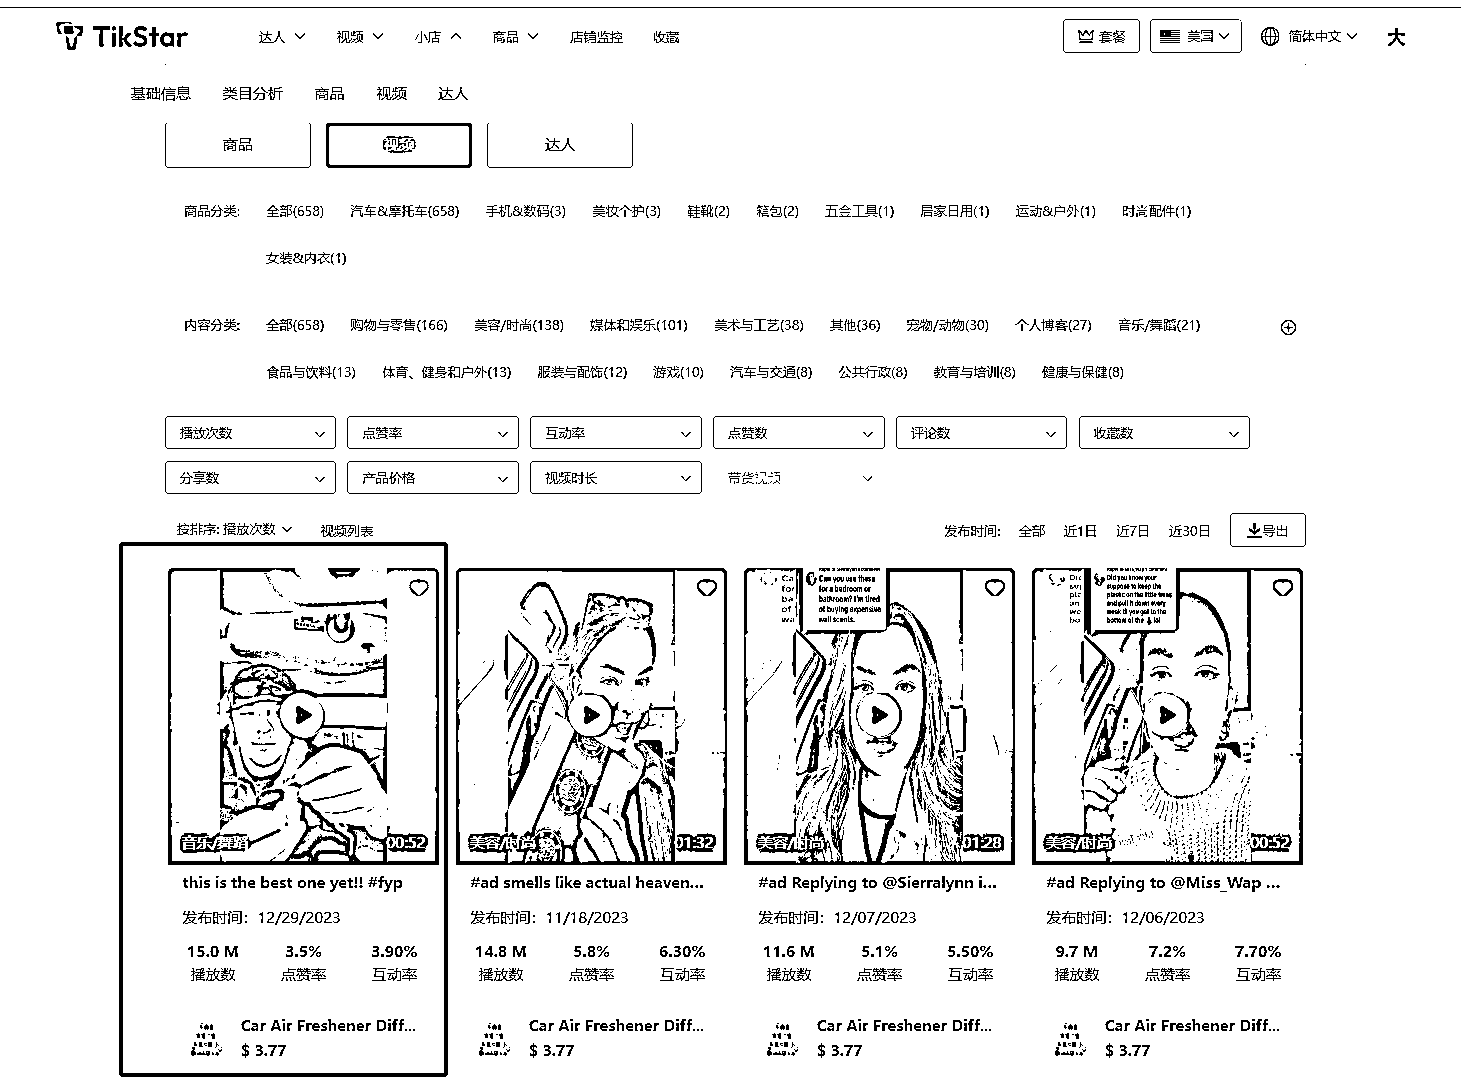 TikStar 达人 视频 小店 商品 店铺监控 收藏 套餐 美国 简体中文 大
基础信息 类目分析 商品 视频 达人
商品 视频 达人
商品分类: 全部(658) 汽车&摩托车(658) 手机&数码(3) 美妆个护(3) 鞋靴(2) 箱包(2) 五金工具(1) 居家日用(1) 运动&户外(1) 时尚配件(1)
女装&内衣(1)
内容分类: 全部(658) 购物与零售(166) 美容/时尚(138) 媒体和娱乐(101) 美术与工艺(38) 其他(36) 宠物/动物(30) 个人博客(27) 音乐/舞蹈(21)
食品与饮料(13) 体育、健身和户外(13) 服装与配饰(12) 游戏(10) 汽车与交通(8) 公共行政(8) 教育与培训(8) 健康与保健(8)
播放次数 点赞率 互动率 点赞数 评论数 收藏数
分享数 产品价格 视频时长 带货视频
按排序: 播放次数 视频列表 发布时间: 全部 近1日 近7日 近30日 导出
Can you use these
for a bedroom or
bathroom? I'm tired
of buying expensive
wall scents.
Did you know your
suppose to keep the
plastic on the little trees
and pull it down every
week til you get to the
bottom of the lol
音乐/舞蹈 00:52 美容/时尚 01:32 美容/时尚 01:28 美容/时尚 00:52
this is the best one yet!! #fyp #ad smells like actual heaven... #ad Replying to @Sierralynn i... #ad Replying to @Miss_Wap ...
发布时间: 12/29/2023 发布时间: 11/18/2023 发布时间: 12/07/2023 发布时间: 12/06/2023
15.0 M 3.5% 3.90% 14.8 M 5.8% 6.30% 11.6 M 5.1% 5.50% 9.7 M 7.2% 7.70%
播放数 点赞率 互动率 播放数 点赞率 互动率 播放数 点赞率 互动率 播放数 点赞率 互动率
Car Air Freshener Diff... Car Air Freshener Diff... Car Air Freshener Diff... Car Air Freshener Diff...
$ 3.77 $ 3.77 $ 3.77 $ 3.77